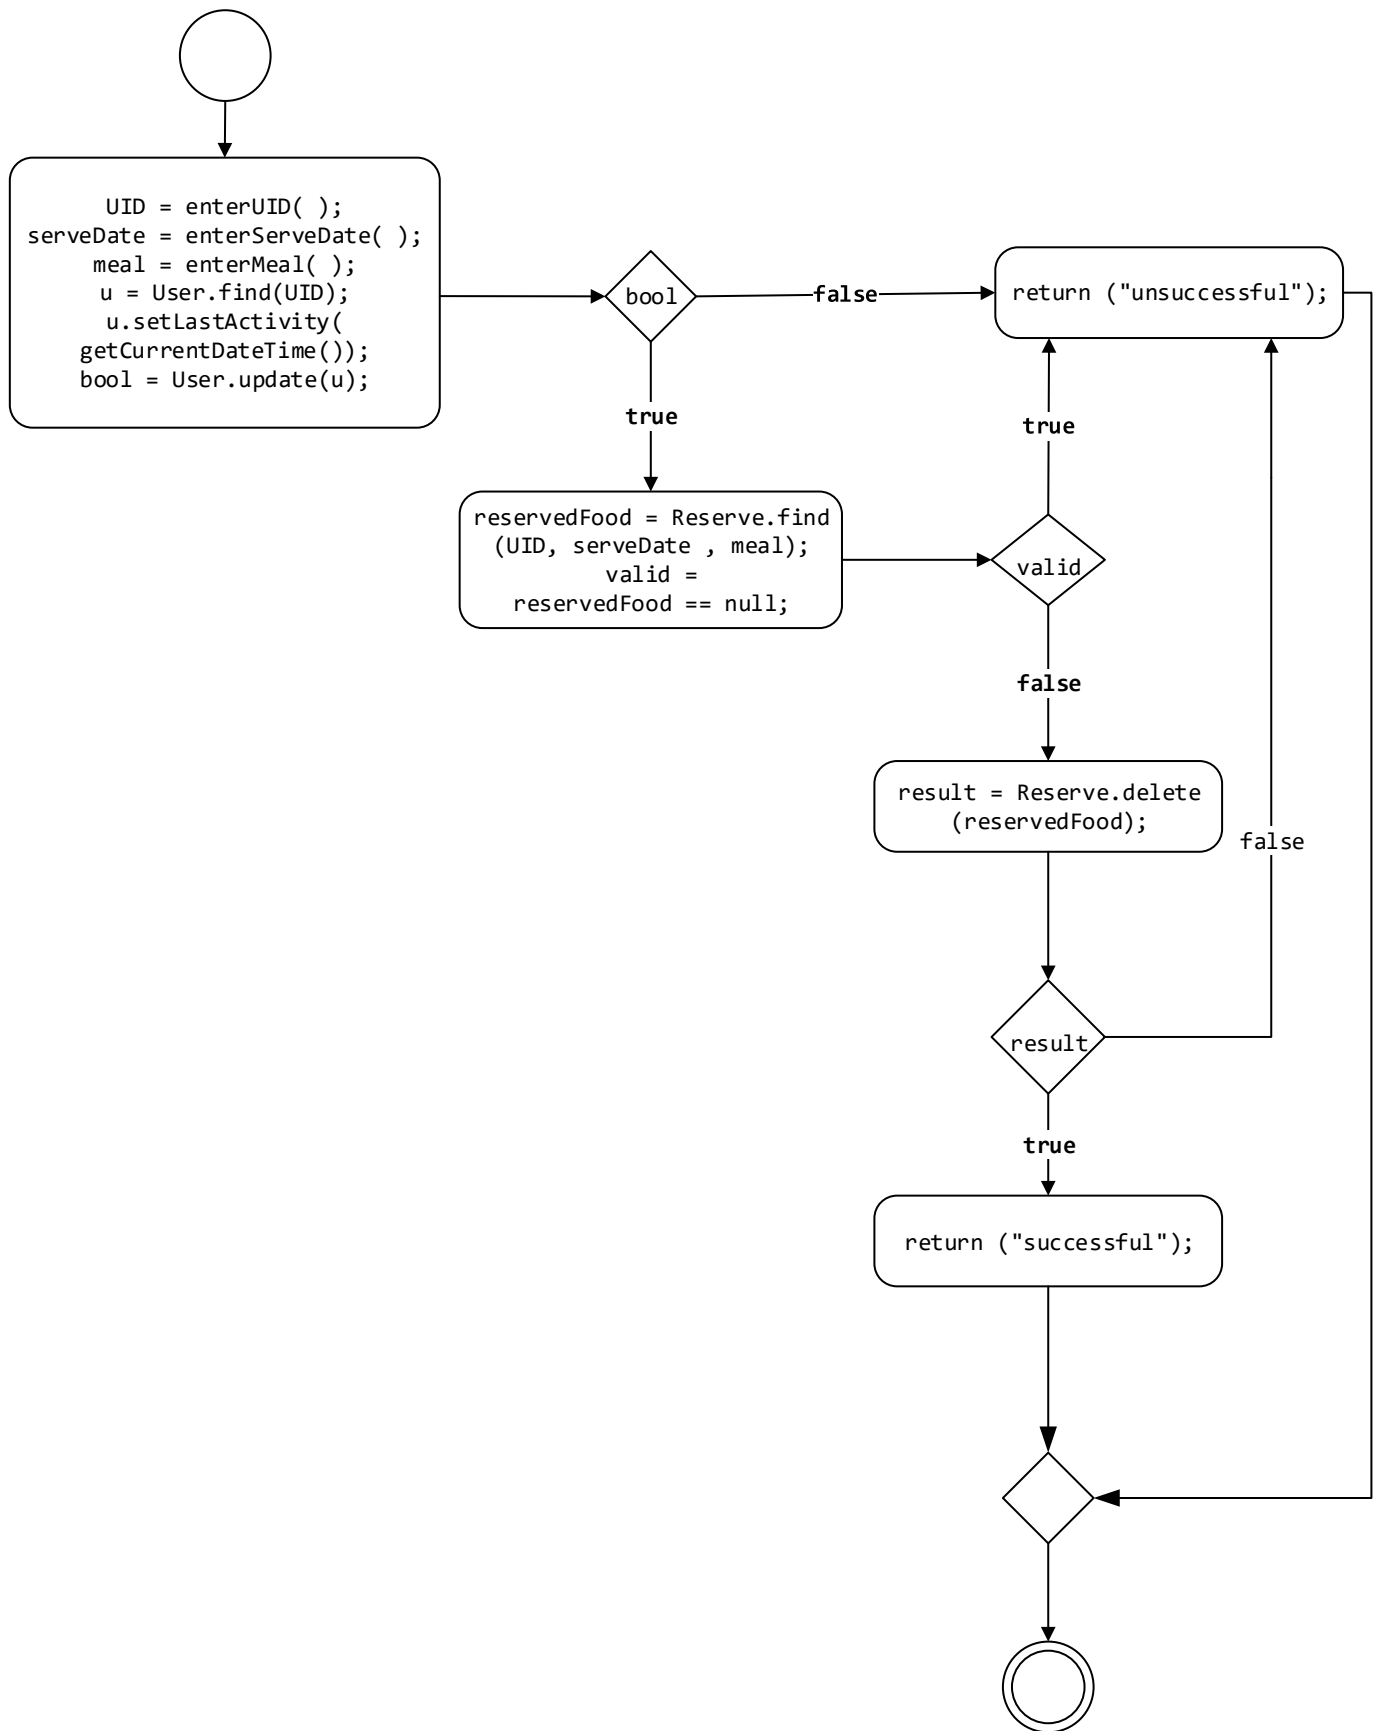 UID = enterUID( );
serveDate = enterServeDate( );
meal = enterMeal( );
u = User.find(UID);
u.setLastActivity(
getCurrentDateTime());
bool = User.update(u);
bool
false
return ("unsuccessful");
true
true
reservedFood = Reserve.find
(UID, serveDate , meal);
valid =
reservedFood == null;
valid
false
result = Reserve.delete
(reservedFood);
false
result
true
return ("successful");